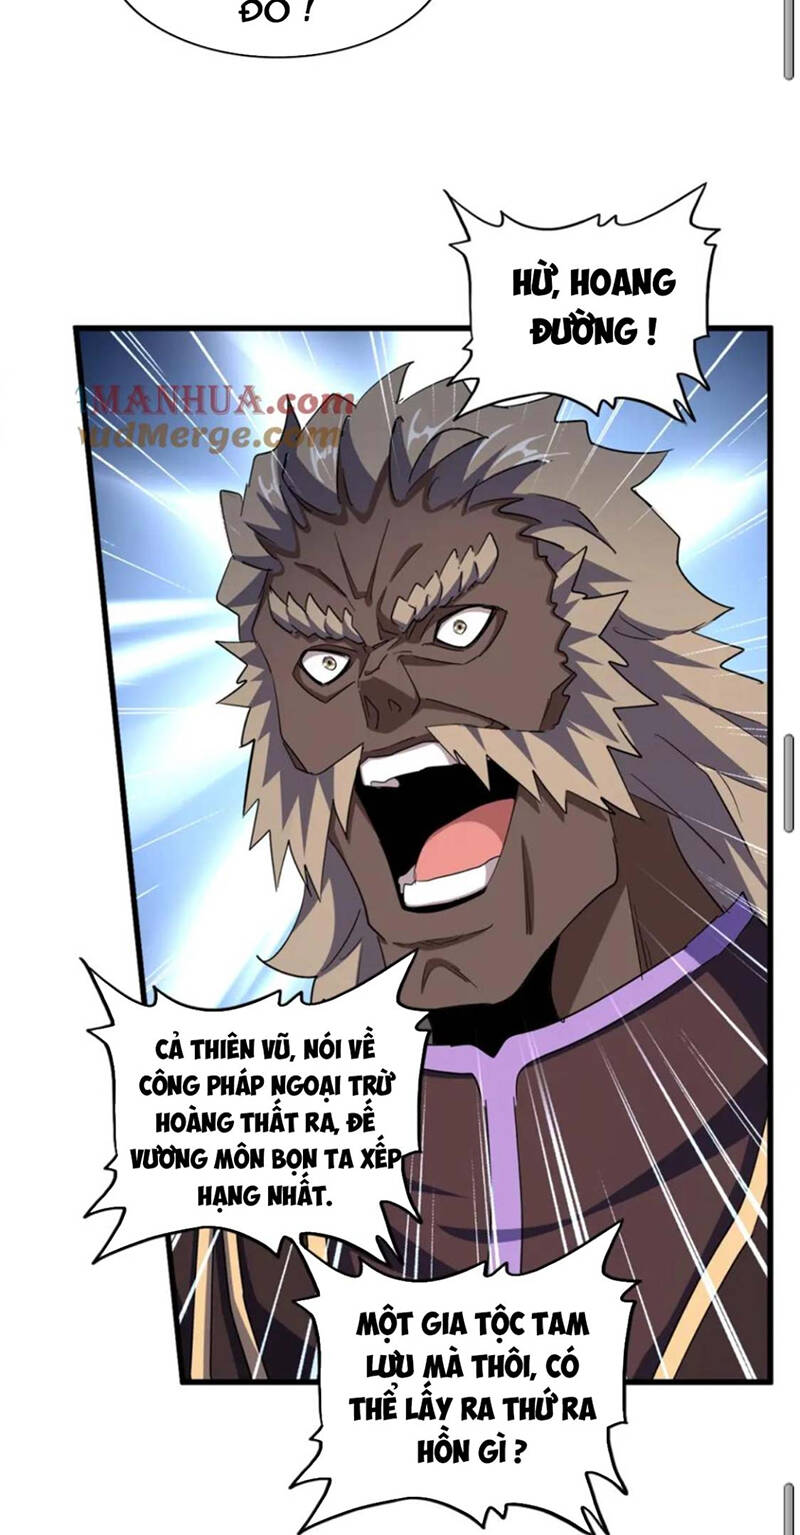 ĐÓ !
HỪ, HOANG
ĐƯỜNG !
MANHUA.com
udMerge.com
CẢ THIÊN VŨ, NÓI VỀ
CÔNG PHÁP NGOẠI TRỪ
HOÀNG THẤT RA, ĐẾ
VƯƠNG MÔN BỌN TA XẾP
HẠNG NHẤT.
MỘT GIA TỘC TAM
LƯU MÀ THÔI, CÓ
THỂ LẤY RA THỨ RA
HỒN GÌ ?